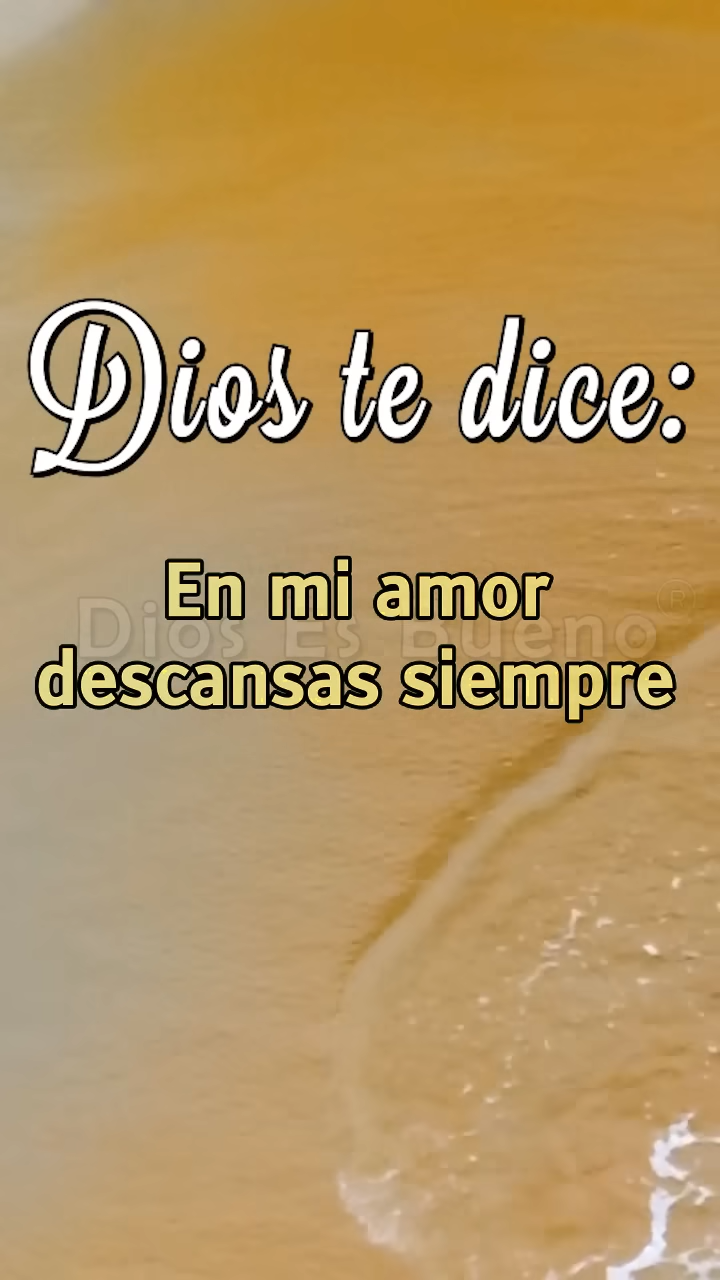 Dios te dice:
En mi amor
Dios Es Bueno ®
descansas siempre